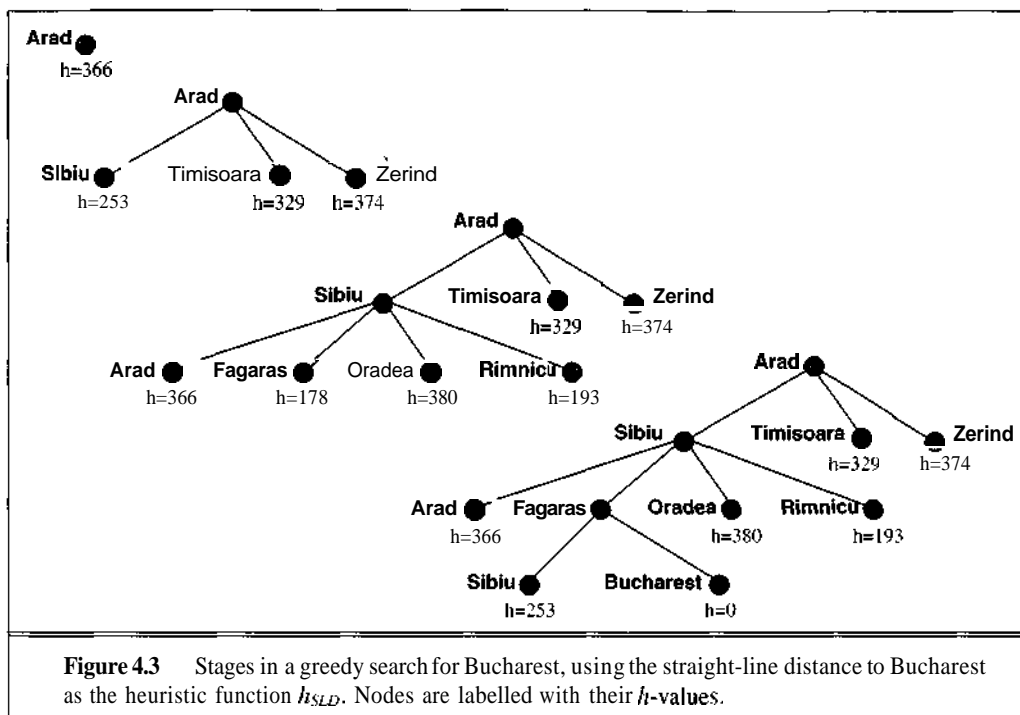 Arad
h=366
Arad
Sibiu Timisoara Zerind
h=253 h=329 h=374
Arad
Sibiu Timisoara Zerind
h=329 h=374
Arad Fagaras Oradea Rimnicu
h=366 h=178 h=380 h=193
Arad
Sibiu Timisoara Zerind
h=329 h=374
Arad Fagaras Oradea Rimnicu
h=366 h=380 h=193
Sibiu Bucharest
h=253 h=0
Figure 4.3 Stages in a greedy search for Bucharest, using the straight-line distance to Bucharest
as the heuristic function hSLD. Nodes are labelled with their h-values.